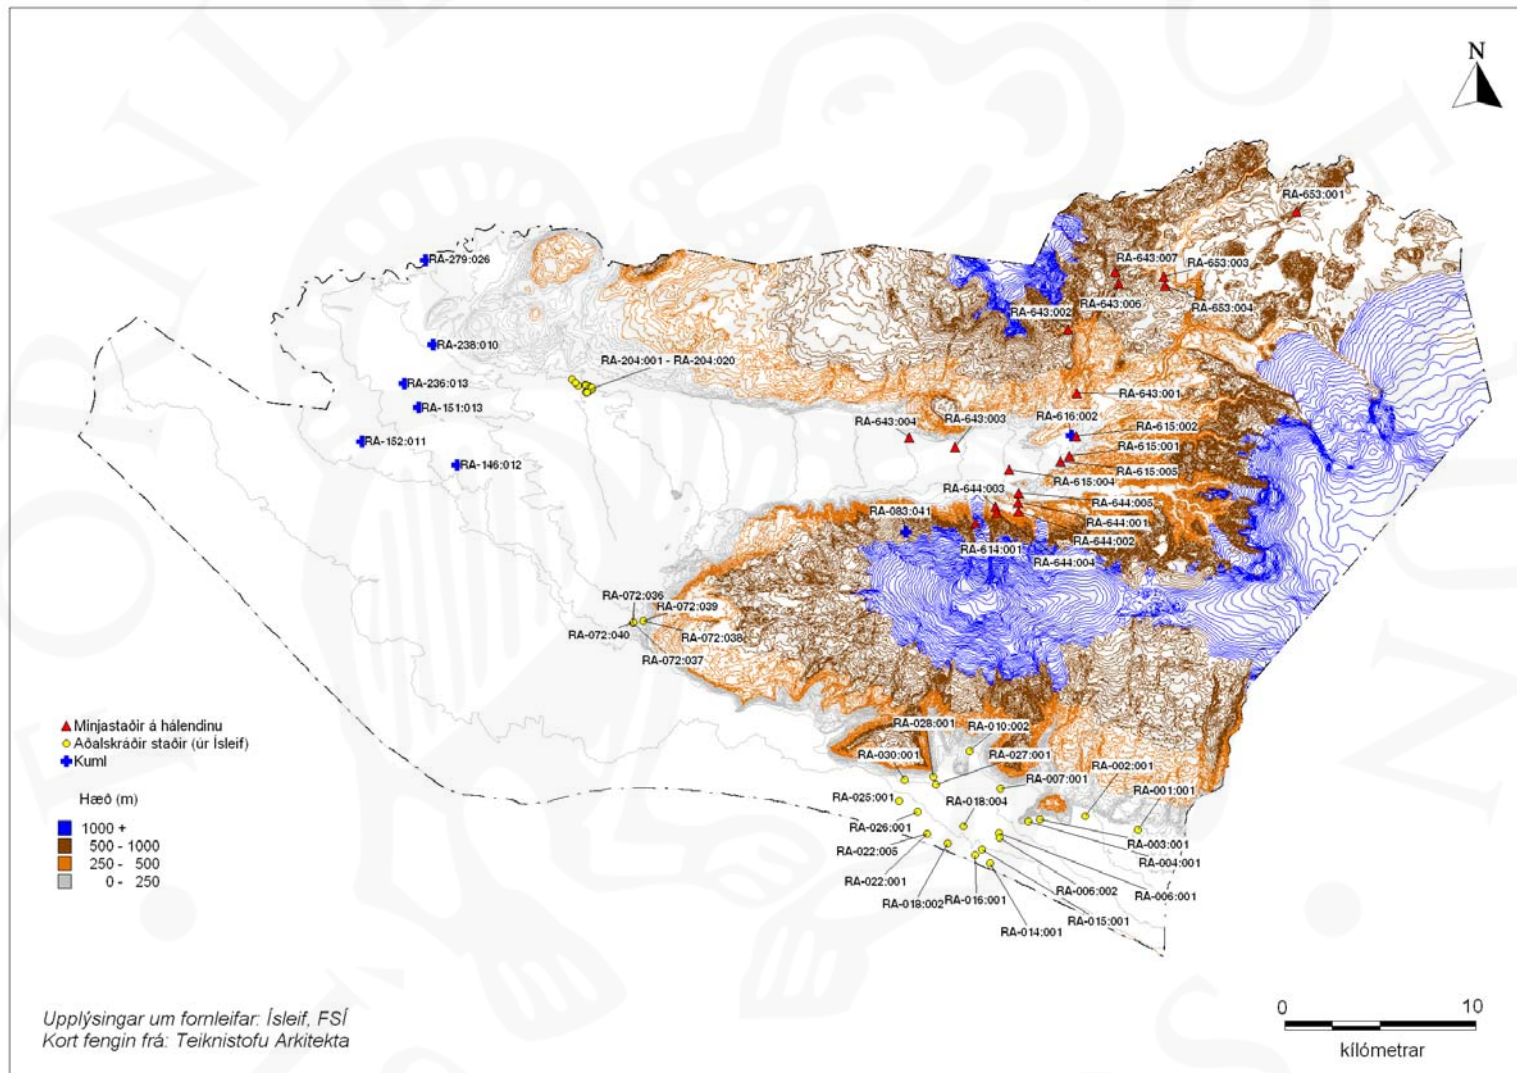 N
RA-653:001
RA-279:026
RA-643:007
RA-653:003
RA-643:006
RA-643:002
RA-653:004
RA-238:010
RA-204:001 - RA-204:020
RA-236:013
RA-643:001
RA-151:013
RA-643:004
RA-643:003
RA-616:002
RA-615:002
RA-152:011
RA-615:001
RA-146:012
RA-615:005
RA-615:004
RA-644:003
RA-644:005
RA-083:041
RA-644:001
RA-644:002
RA-614:001
RA-644:004
RA-072:036
RA-072:039
RA-072:040
RA-072:038
RA-072:037
Minjastaðir á hálendinu
Aðalskráðir staðir (úr Ísleif)
Kuml
RA-028:001
RA-010:002
RA-030:001
RA-027:001
RA-002:001
RA-007:001
RA-001:001
RA-025:001
RA-018:004
RA-026:001
RA-003:001
RA-022:005
RA-004:001
RA-022:001
RA-006:002
RA-006:001
RA-018:002
RA-016:001
RA-015:001
RA-014:001
Hæð (m)
1000 +
500 - 1000
250 - 500
0 - 250
Upplýsingar um fornleifar: Ísleif, FSÍ
Kort fengin frá: Teiknistofu Arkitekta
0 10
kílómetrar